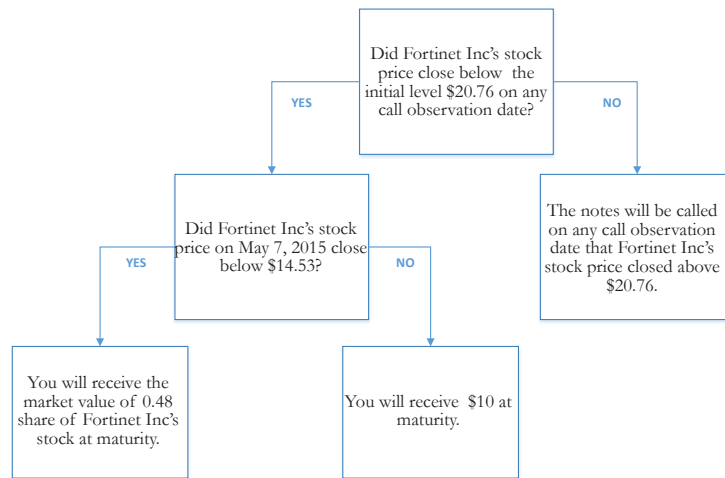 Did Fortinet Inc's stock
price close below the
initial level $20.76 on any
call observation date?
YES
NO
Did Fortinet Inc's stock
price on May 7, 2015 close
below $14.53?
The notes will be called
on any call observation
date that Fortinet Inc's
stock price closed above
$20.76.
YES
NO
You will receive the
market value of 0.48
share of Fortinet Inc's
stock at maturity.
You will receive $10 at
maturity.